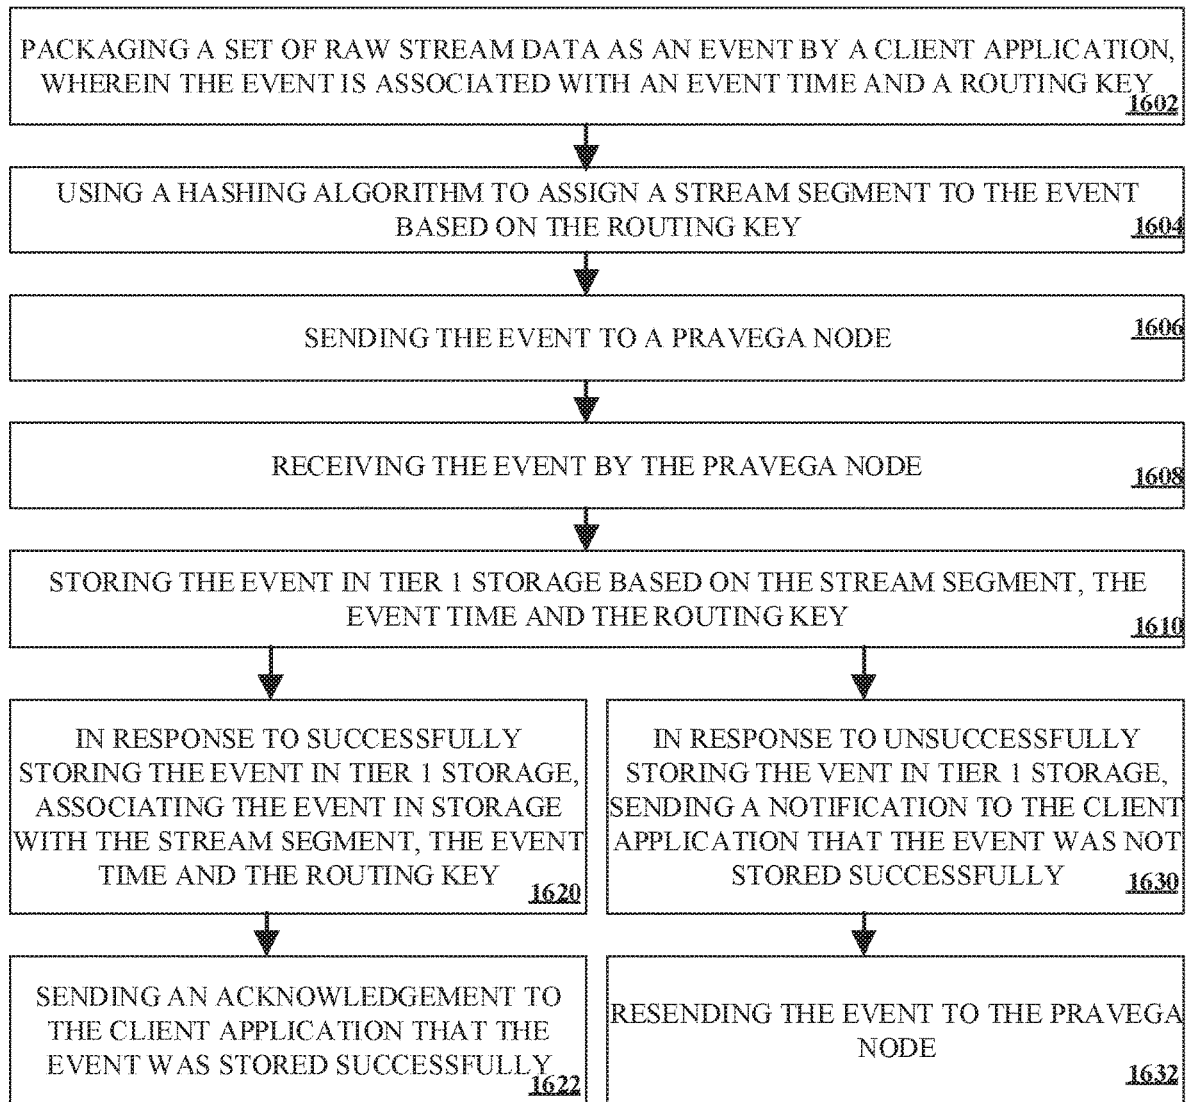 PACKAGING A SET OF RAW STREAM DATA AS AN EVENT BY A CLIENT APPLICATION,
WHEREIN THE EVENT IS ASSOCIATED WITH AN EVENT TIME AND A ROUTING KEY
1602
USING A HASHING ALGORITHM TO ASSIGN A STREAM SEGMENT TO THE EVENT
BASED ON THE ROUTING KEY
1604
SENDING THE EVENT TO A PRAVEGA NODE
1606
RECEIVING THE EVENT BY THE PRAVEGA NODE
1608
STORING THE EVENT IN TIER 1 STORAGE BASED ON THE STREAM SEGMENT, THE
EVENT TIME AND THE ROUTING KEY
1610
IN RESPONSE TO SUCCESSFULLY
STORING THE EVENT IN TIER 1 STORAGE,
ASSOCIATING THE EVENT IN STORAGE
WITH THE STREAM SEGMENT, THE EVENT
TIME AND THE ROUTING KEY
1620
IN RESPONSE TO UNSUCCESSFULLY
STORING THE VENT IN TIER 1 STORAGE,
SENDING A NOTIFICATION TO THE CLIENT
APPLICATION THAT THE EVENT WAS NOT
STORED SUCCESSFULLY
1630
SENDING AN ACKNOWLEDGEMENT TO
THE CLIENT APPLICATION THAT THE
EVENT WAS STORED SUCCESSFULLY
1622
RESENDING THE EVENT TO THE PRAVEGA
NODE
1632